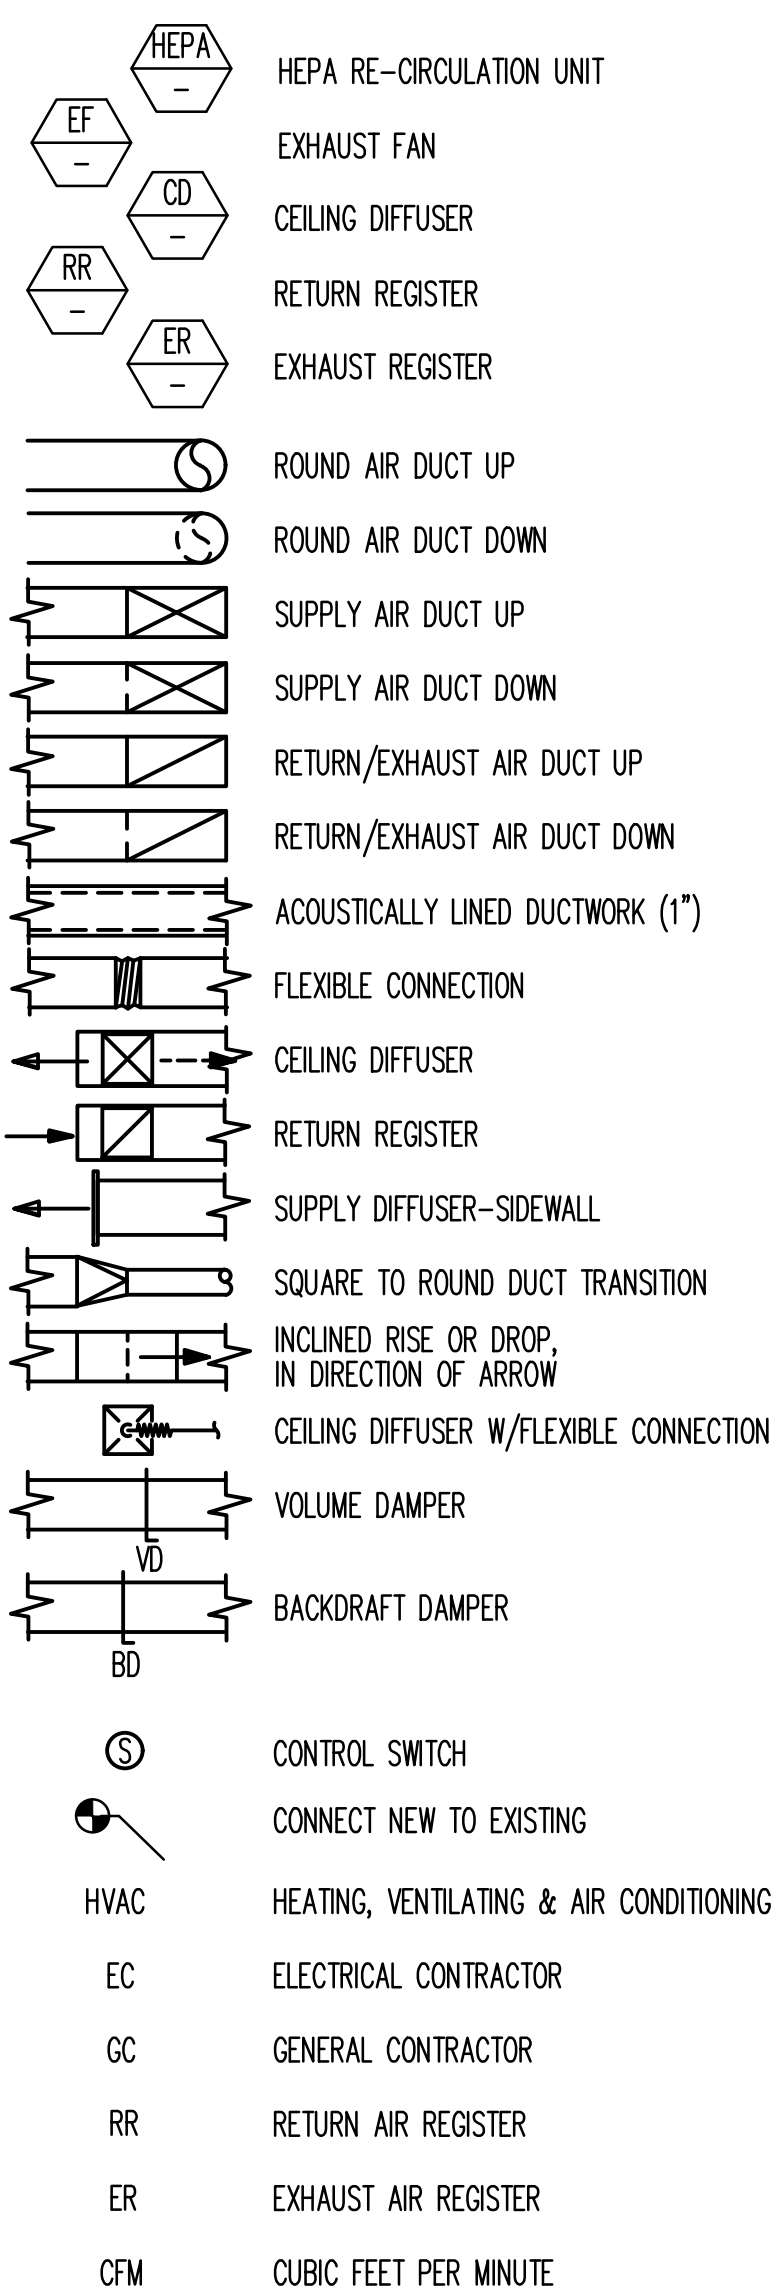 HEPA
-
HEPA RE-CIRCULATION UNIT
EF
-
EXHAUST FAN
CD
-
CEILING DIFFUSER
RR
-
RETURN REGISTER
ER
-
EXHAUST REGISTER
ROUND AIR DUCT UP
ROUND AIR DUCT DOWN
SUPPLY AIR DUCT UP
SUPPLY AIR DUCT DOWN
RETURN/EXHAUST AIR DUCT UP
RETURN/EXHAUST AIR DUCT DOWN
ACOUSTICALLY LINED DUCTWORK (1")
FLEXIBLE CONNECTION
CEILING DIFFUSER
RETURN REGISTER
SUPPLY DIFFUSER-SIDEWALL
SQUARE TO ROUND DUCT TRANSITION
INCLINED RISE OR DROP,
IN DIRECTION OF ARROW
CEILING DIFFUSER W/FLEXIBLE CONNECTION
VOLUME DAMPER
VD
BACKDRAFT DAMPER
BD
S CONTROL SWITCH
CONNECT NEW TO EXISTING
HVAC HEATING, VENTILATING & AIR CONDITIONING
EC ELECTRICAL CONTRACTOR
GC GENERAL CONTRACTOR
RR RETURN AIR REGISTER
ER EXHAUST AIR REGISTER
CFM CUBIC FEET PER MINUTE